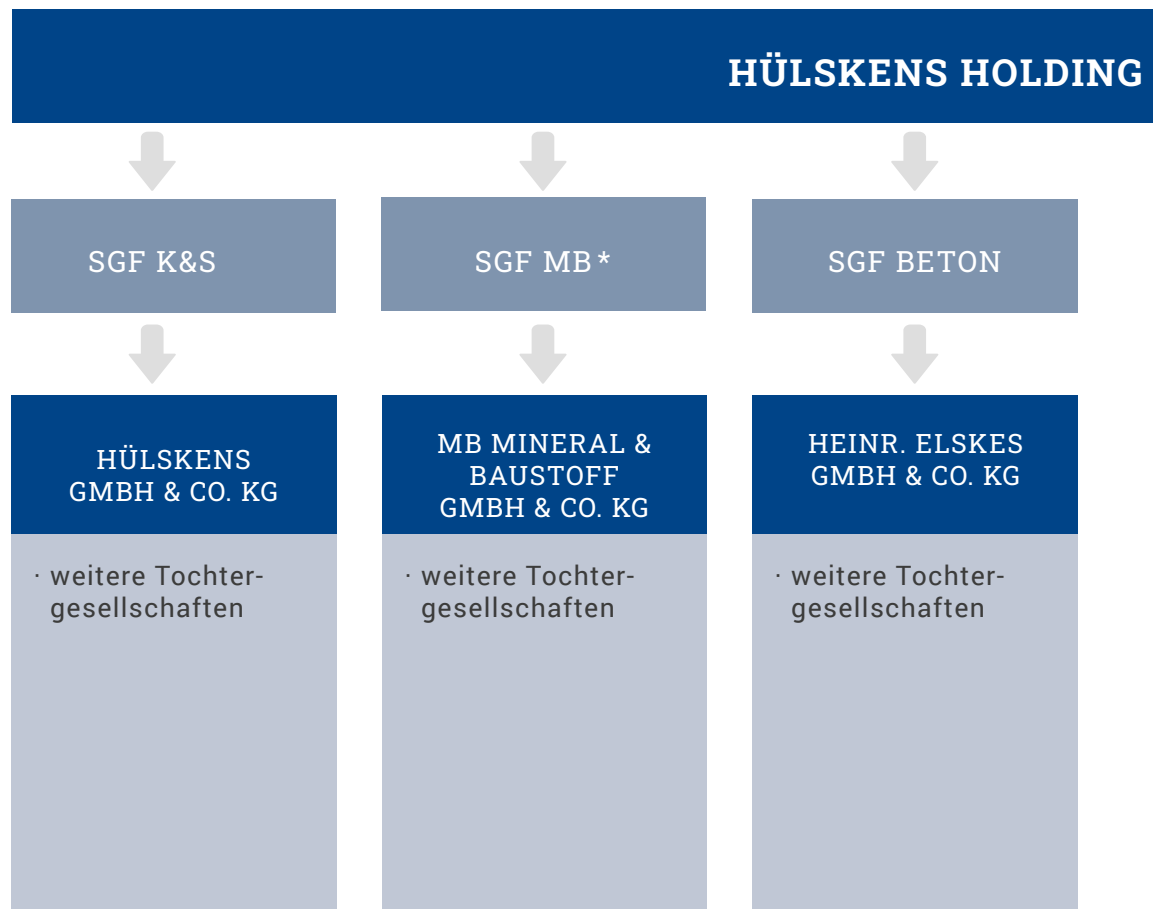 HÜLSKENS HOLDING
SGF K&S
SGF MB*
SGF BETON
HÜLSKENS
GMBH & CO. KG
MB MINERAL &
BAUSTOFF
GMBH & CO. KG
HEINR. ELSKES
GMBH & CO. KG
· weitere Tochter-
gesellschaften
· weitere Tochter-
gesellschaften
· weitere Tochter-
gesellschaften